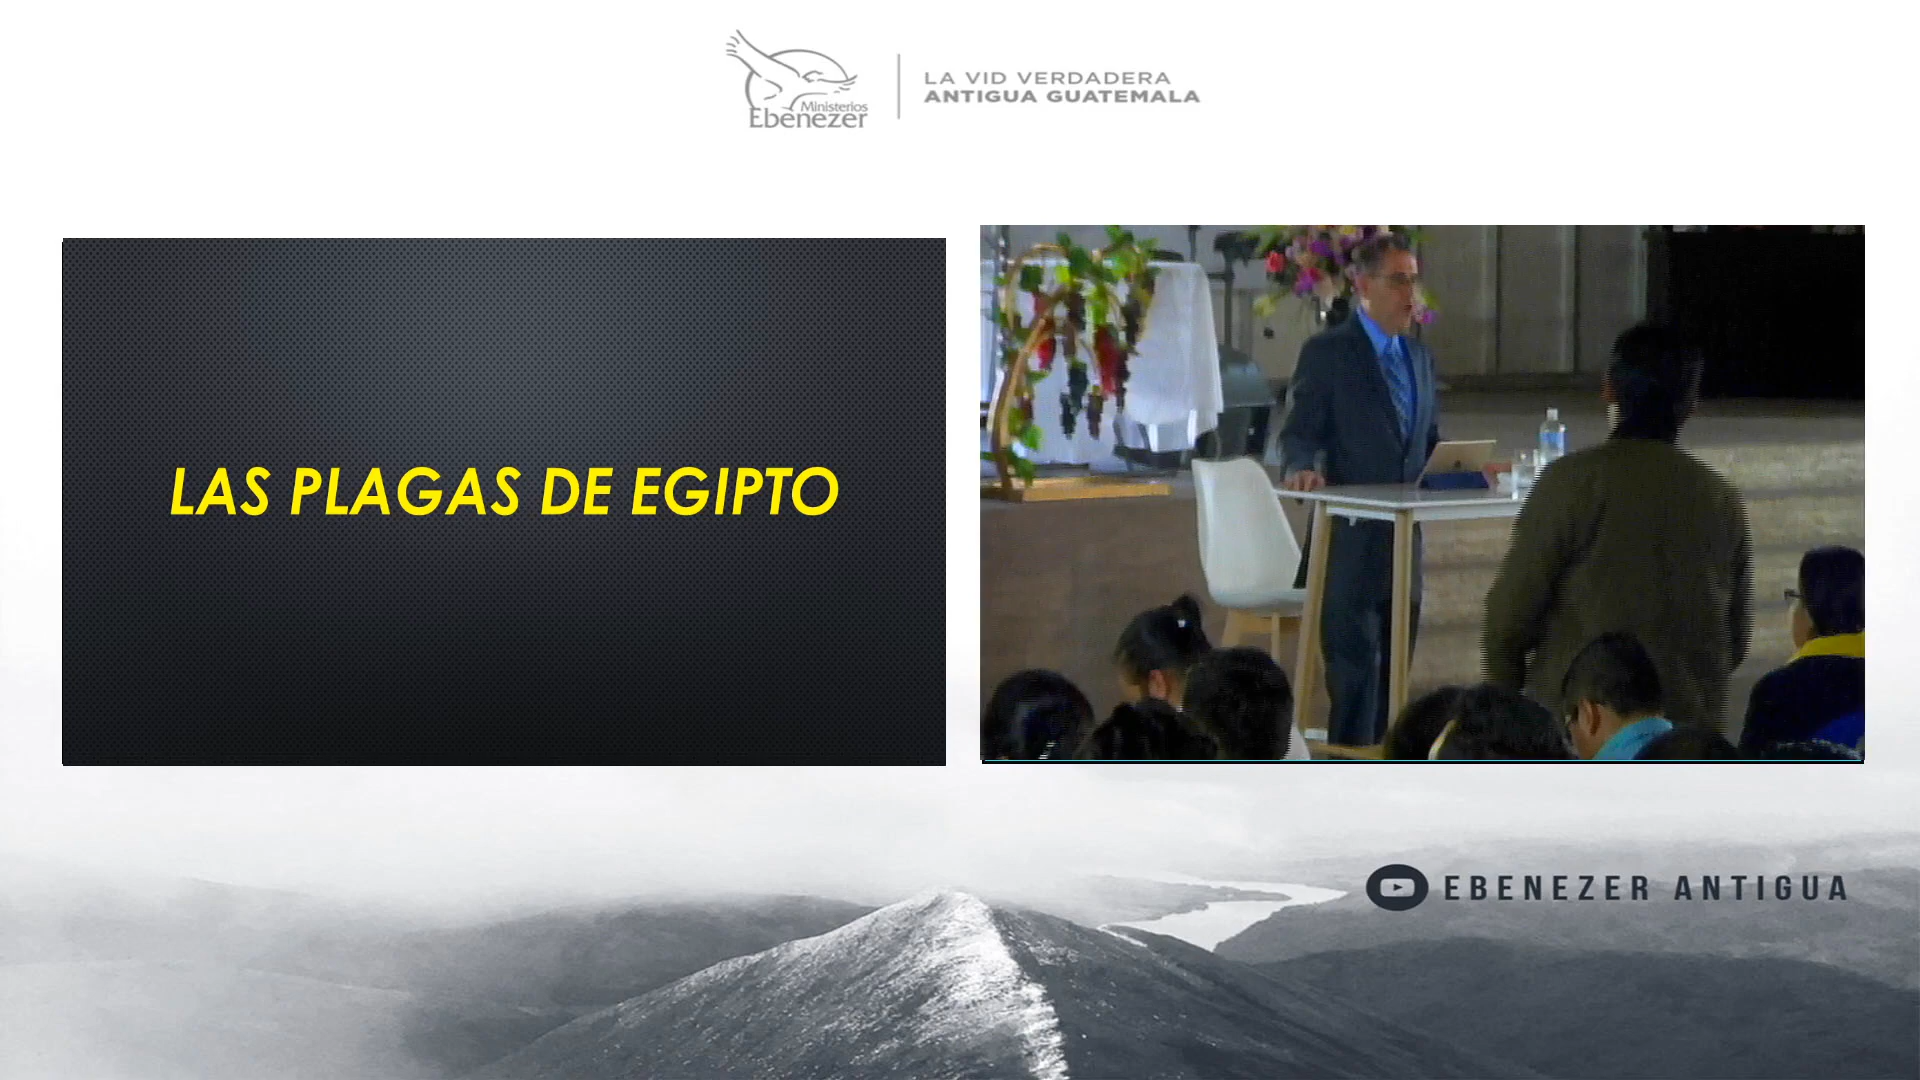 Ministerios
Ebenezer
LA VID VERDADERA
ANTIGUA GUATEMALA
LAS PLAGAS DE EGIPTO
EBENEZER ANTIGUA